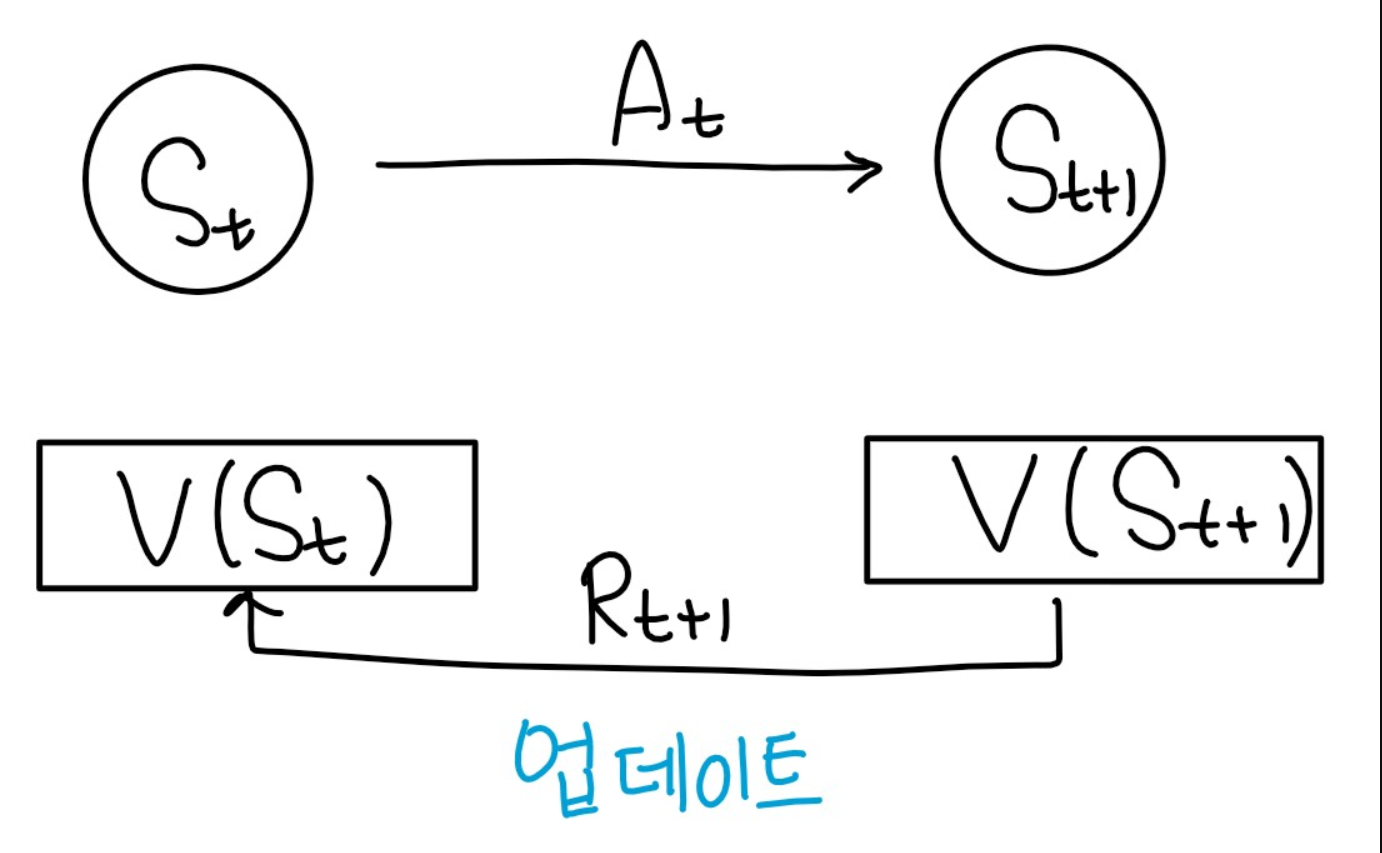 A_t
S_t
S_{t+1}
V(S_t)
V(S_{t+1})
R_{t+1}
업데이트